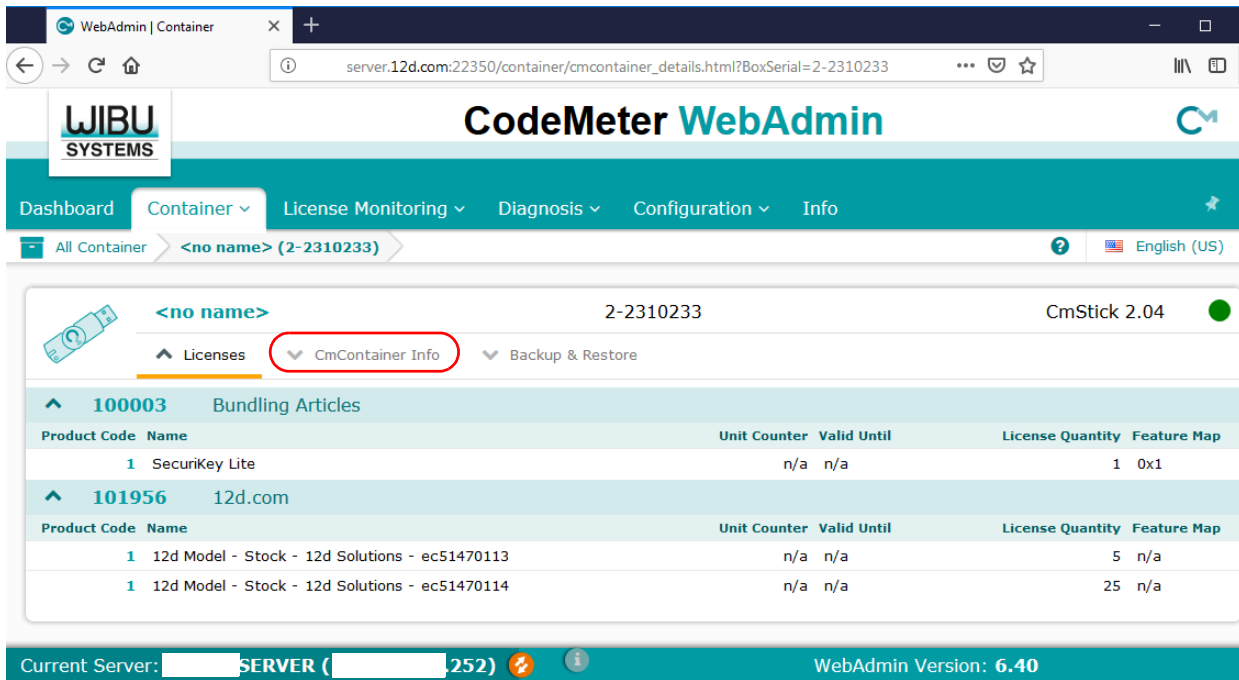 WebAdmin | Container
server.12d.com:22350/container/cmcontainer_details.html?BoxSerial=2-2310233
WIBU
SYSTEMS
CodeMeter WebAdmin
CM
Dashboard Container License Monitoring Diagnosis Configuration Info
All Container <no name> (2-2310233) ? English (US)
<no name> 2-2310233 CmStick 2.04
Licenses CmContainer Info Backup & Restore
100003 Bundling Articles
Product Code Name Unit Counter Valid Until License Quantity Feature Map
1 SecuriKey Lite n/a n/a 1 0x1
101956 12d.com
Product Code Name Unit Counter Valid Until License Quantity Feature Map
1 12d Model - Stock - 12d Solutions - ec51470113 n/a n/a 5 n/a
1 12d Model - Stock - 12d Solutions - ec51470114 n/a n/a 25 n/a
Current Server: SERVER ( .252) WebAdmin Version: 6.40